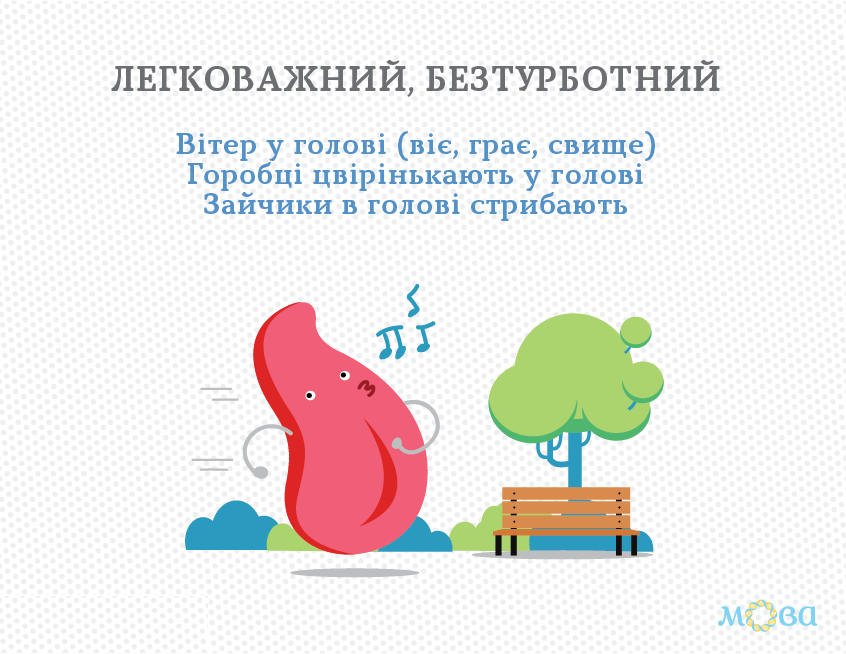 ЛЕГКОВАЖНИЙ, БЕЗТУРБОТНИЙ
Вітер у голові (віє, грає, свище)
Горобці цвірінькають у голові
Зайчики в голові стрибають
мова